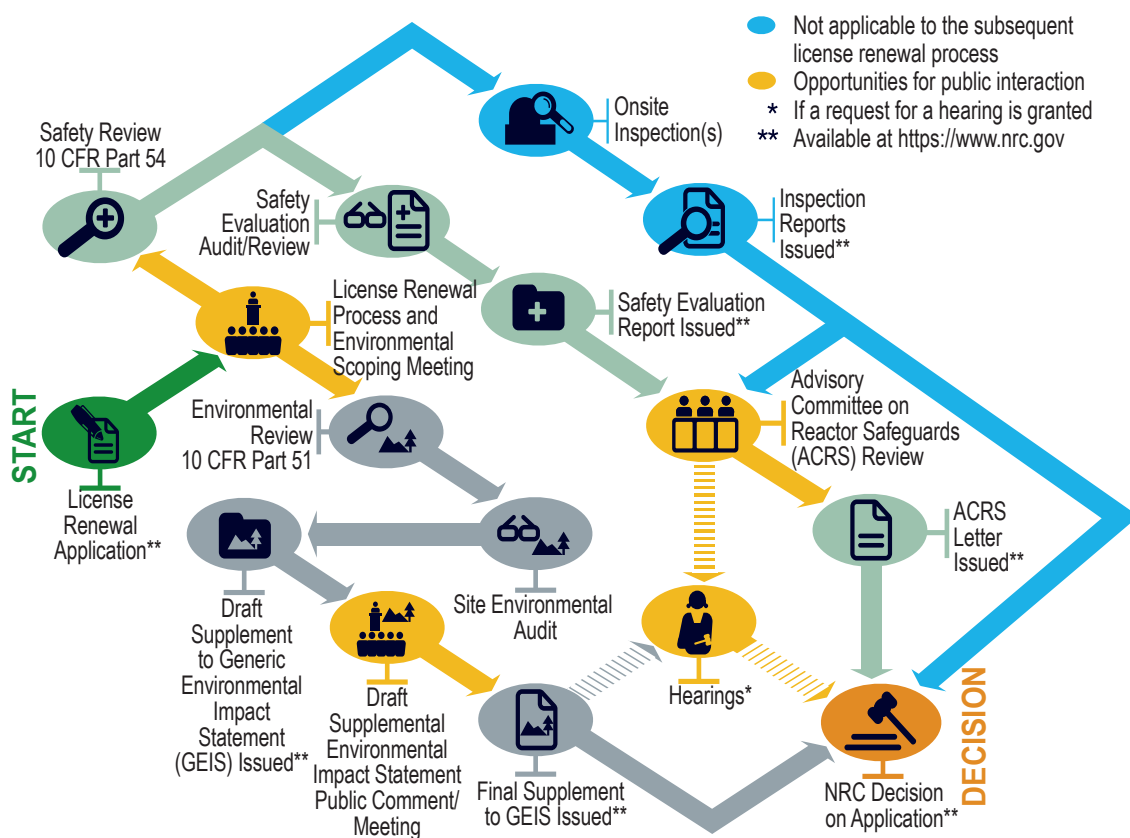 Not applicable to the subsequent
license renewal process
Opportunities for public interaction
* If a request for a hearing is granted
** Available at https://www.nrc.gov
Safety Review
10 CFR Part 54
Onsite
Inspection(s)
Safety
Evaluation
Audit/Review
Inspection
Reports
Issued**
License Renewal
Process and
Environmental
Scoping Meeting
Safety Evaluation
Report Issued**
START
License
Renewal
Application**
Environmental
Review
10 CFR Part 51
Advisory
Committee on
Reactor Safeguards
(ACRS) Review
ACRS
Letter
Issued**
Site Environmental
Audit
Draft
Supplement
to Generic
Environmental
Impact
Statement
(GEIS) Issued**
Draft
Supplemental
Environmental
Impact Statement
Public Comment/
Meeting
Hearings*
Final Supplement
to GEIS Issued**
DECISION
NRC Decision
on Application**